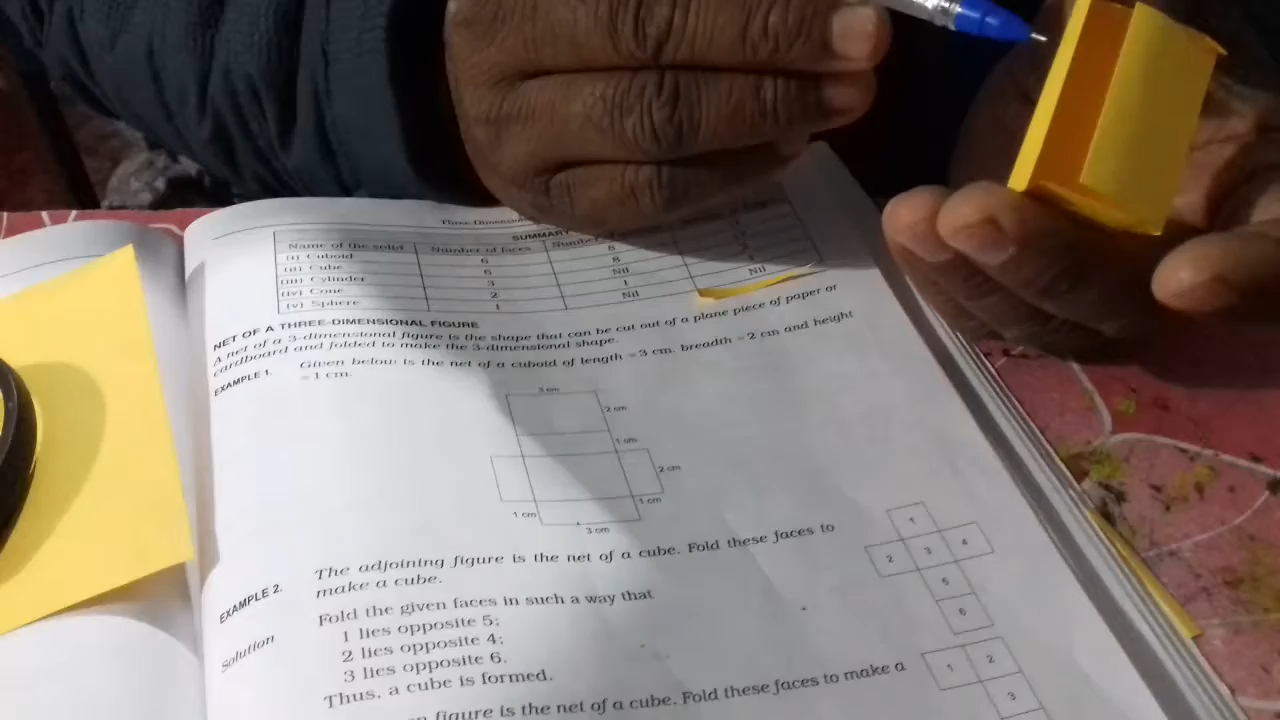 Three-Dimension
SUMMARY
Name of the solid Number of faces Number
(i) Cuboid 6 8
(ii) Cube 6 8
(iii) Cylinder 3 Nil
(iv) Cone 2 1
(v) Sphere 1 Nil Nil
NET OF A THREE-DIMENSIONAL FIGURE
A net of a 3-dimensional figure is the shape that can be cut out of a plane piece of paper or
cardboard and folded to make the 3-dimensional shape.
EXAMPLE 1. Given below is the net of a cuboid of length = 3 cm, breadth = 2 cm and height
= 1 cm.
3 cm
2 cm
1 cm
2 cm
1 cm
1 cm
3 cm
EXAMPLE 2. The adjoining figure is the net of a cube. Fold these faces to
make a cube.
1
2 3 4
5
6
Solution Fold the given faces in such a way that
1 lies opposite 5;
2 lies opposite 4;
3 lies opposite 6.
Thus, a cube is formed.
1 2
3
figure is the net of a cube. Fold these faces to make a